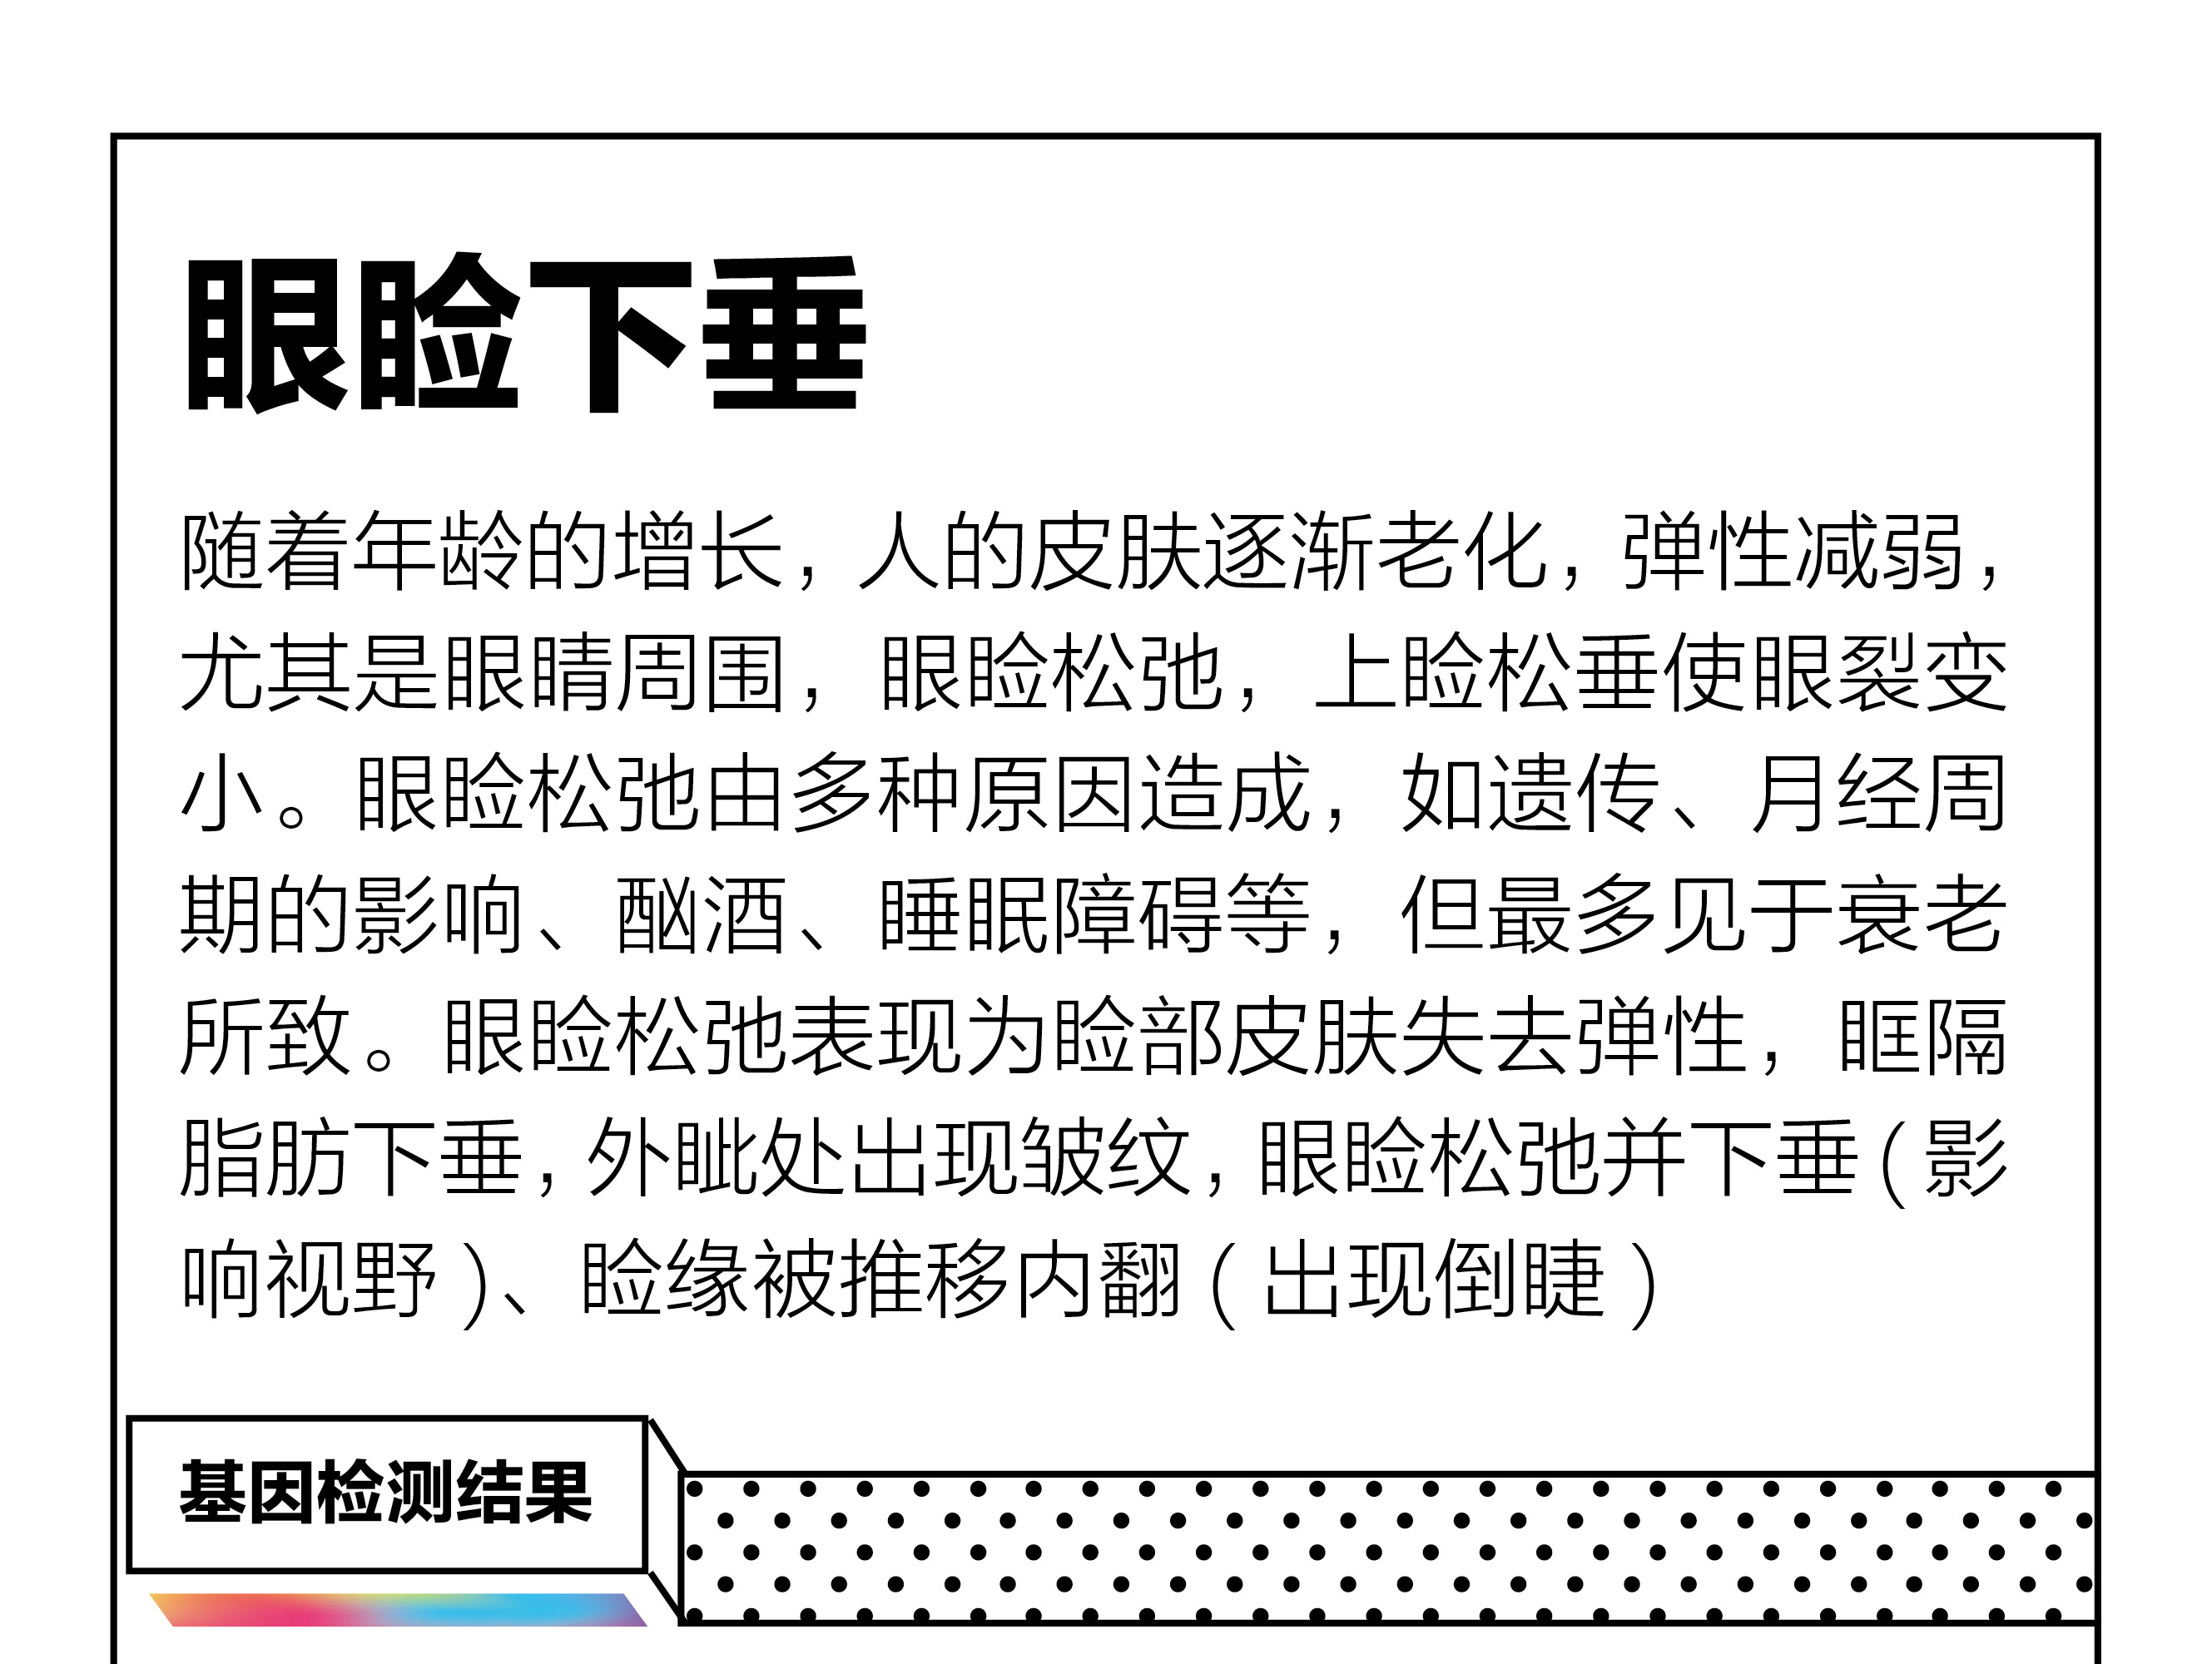 眼睑下垂
随着年龄的增长，人的皮肤逐渐老化，弹性减弱，
尤其是眼睛周围，眼睑松弛，上睑松垂使眼裂变
小。眼睑松弛由多种原因造成，如遗传、月经周
期的影响、酗酒、睡眠障碍等，但最多见于衰老
所致。眼睑松弛表现为睑部皮肤失去弹性，眶隔
脂肪下垂，外眦处出现皱纹，眼睑松弛并下垂（影
响视野）、睑缘被推移内翻（出现倒睫）
基因检测结果